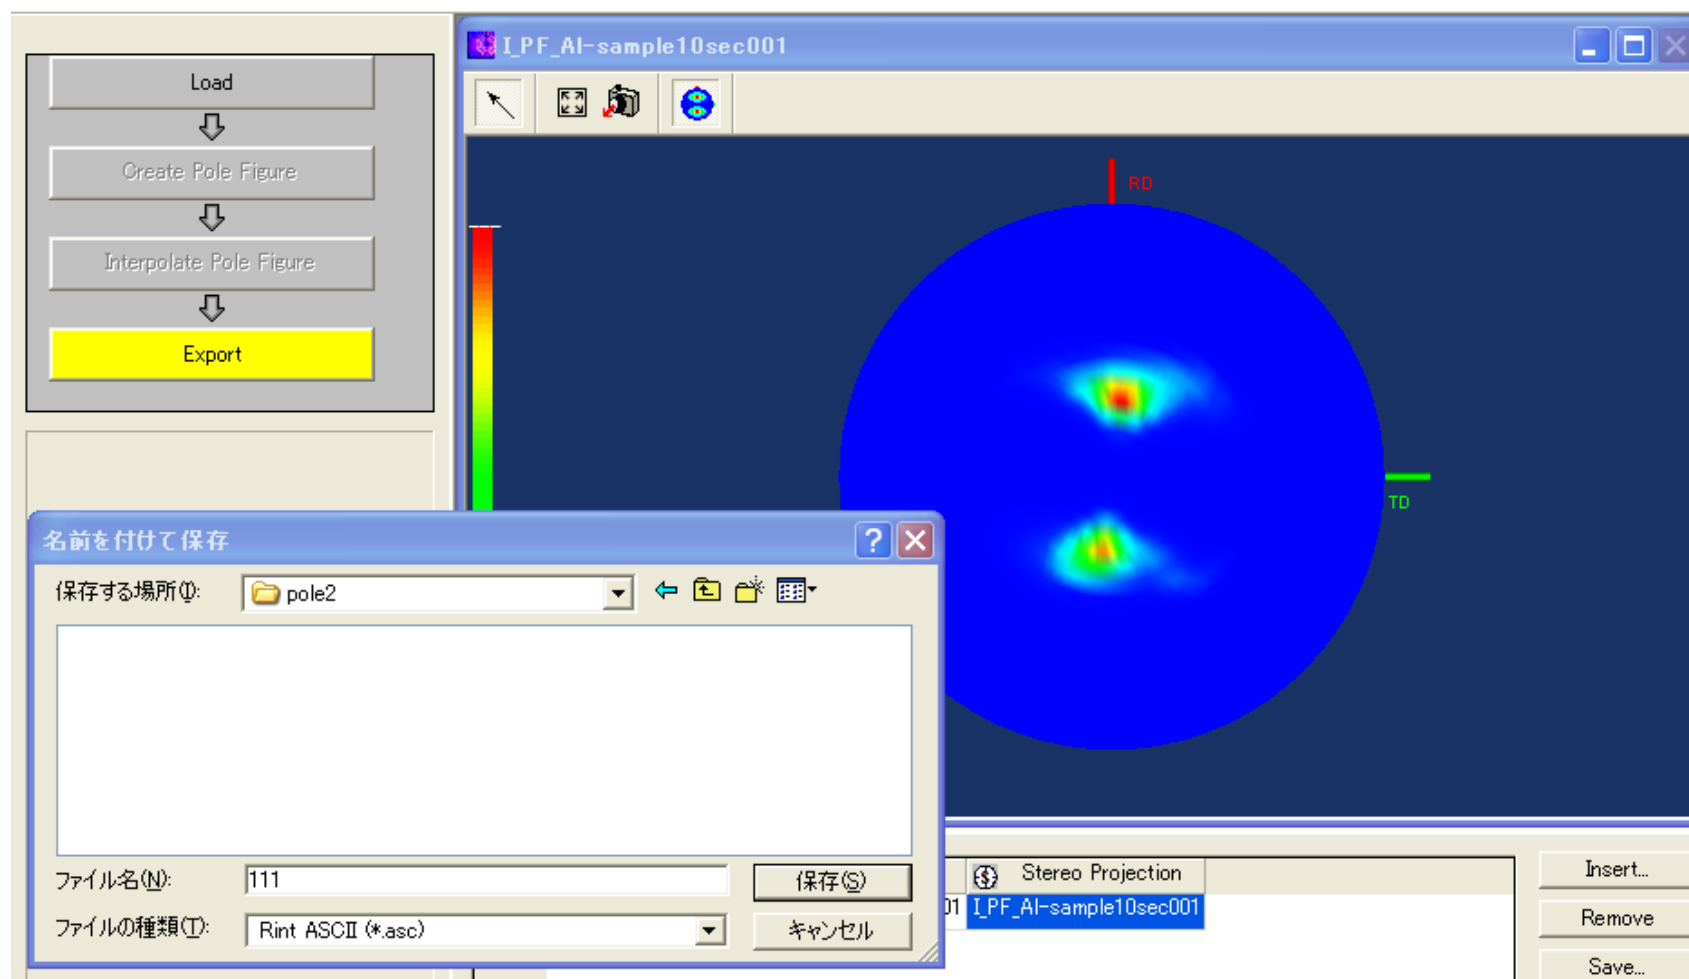 Load
Create Pole Figure
Interpolate Pole Figure
Export
I_PF_Al-sample10sec001
RD
TD
名前を付けて保存
保存する場所(I):
pole2
ファイル名(N):
111
保存(S)
ファイルの種類(T):
Rint ASCII (*.asc)
キャンセル
Stereo Projection
01 I_PF_Al-sample10sec001
Insert...
Remove
Save...